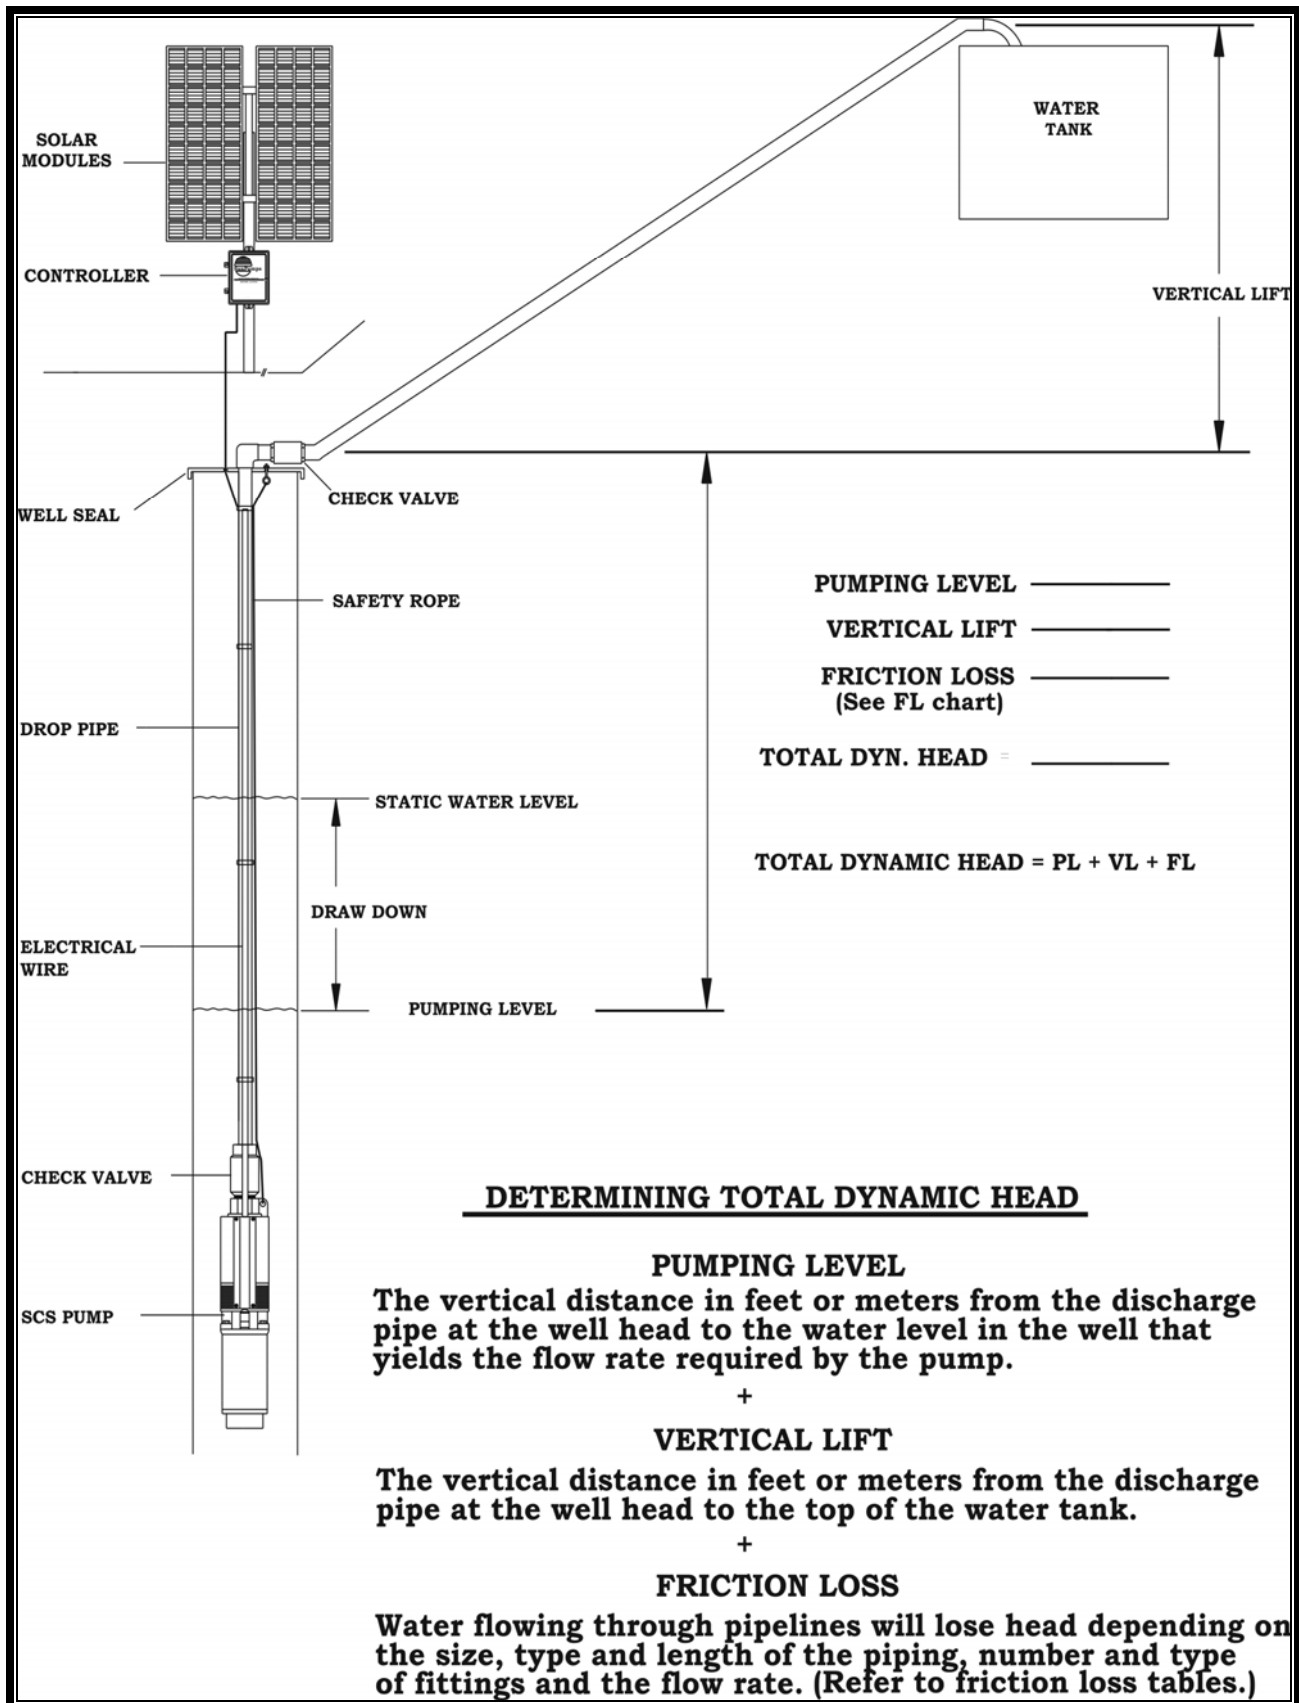 SOLAR
MODULES
WATER
TANK
CONTROLLER
VERTICAL LIFT
WELL SEAL
CHECK VALVE
SAFETY ROPE
PUMPING LEVEL
VERTICAL LIFT
FRICTION LOSS
(See FL chart)
DROP PIPE
TOTAL DYN. HEAD =
STATIC WATER LEVEL
TOTAL DYNAMIC HEAD = PL + VL + FL
DRAW DOWN
ELECTRICAL
WIRE
PUMPING LEVEL
CHECK VALVE
SCS PUMP
DETERMINING TOTAL DYNAMIC HEAD
PUMPING LEVEL
The vertical distance in feet or meters from the discharge
pipe at the well head to the water level in the well that
yields the flow rate required by the pump.
+
VERTICAL LIFT
The vertical distance in feet or meters from the discharge
pipe at the well head to the top of the water tank.
+
FRICTION LOSS
Water flowing through pipelines will lose head depending on
the size, type and length of the piping, number and type
of fittings and the flow rate. (Refer to friction loss tables.)